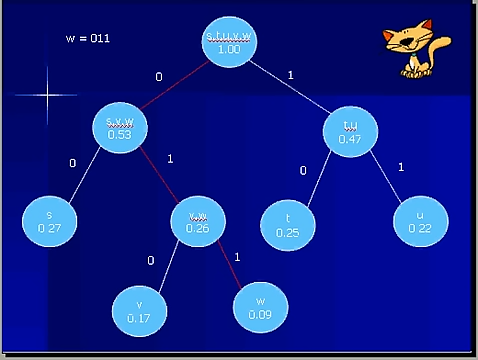 w = 011
s,t,u,v,w
1.00
0
1
s,v,w
0.53
t,u
0.47
0
1
0
1
s
0.27
v,w
0.26
t
0.25
u
0.22
0
1
v
0.17
w
0.09